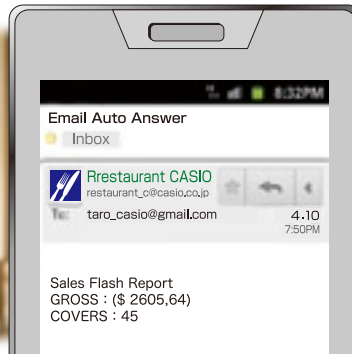 8:32PM
Email Auto Answer
Inbox
Rrestaurant CASIO
restaurant_c@casio.co.jp
To: taro_casio@gmail.com 4.10
7:50PM
Sales Flash Report
GROSS : ($ 2605,64)
COVERS : 45